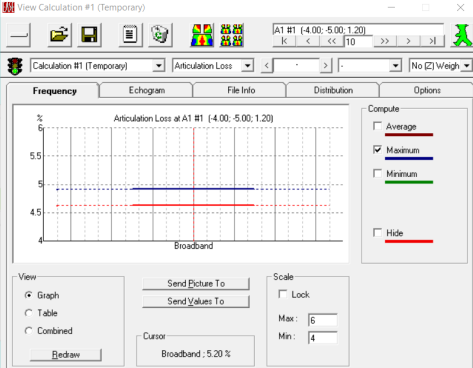 View Calculation #1 (Temporary)
A1 #1 (-4.00; -5.00; 1.20)
K < << 10 >> > >|
Calculation #1 (Temporary) Articulation Loss < - > - No (Z) Weigh
Frequency Echogram File Info Distribution Options
% Articulation Loss at A1 #1 (-4.00; -5.00; 1.20)
6
5.5
5
4.5
4
Broadband
Compute
Average
Maximum
Minimum
Hide
View
Graph
Table
Combined
Redraw
Send Picture To
Send Values To
Cursor
Broadband ; 5.20 %
Scale
Lock
Max : 6
Min : 4